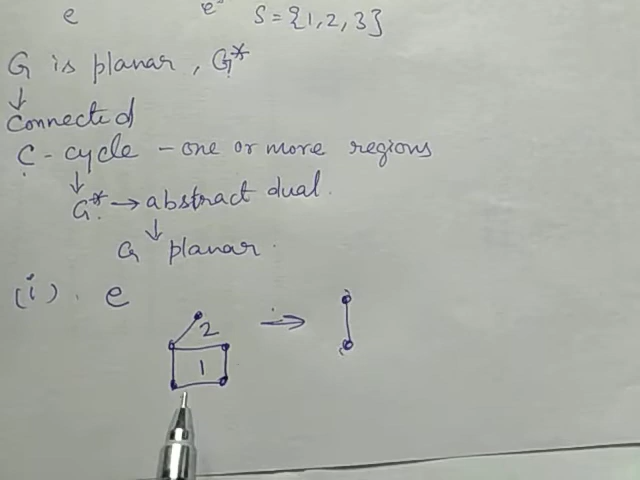 e e* S = {1, 2, 3}
G is planar, G*
↓
Connected
C - cycle - one or more regions
↓
G* → abstract dual.
↓
G planar.
(i). e
2
1